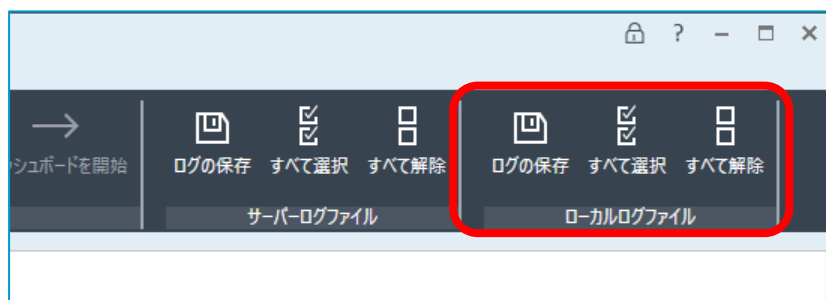 ?
シュボードを開始
ログの保存 すべて選択 すべて解除
サーバーログファイル
ログの保存 すべて選択 すべて解除
ローカルログファイル